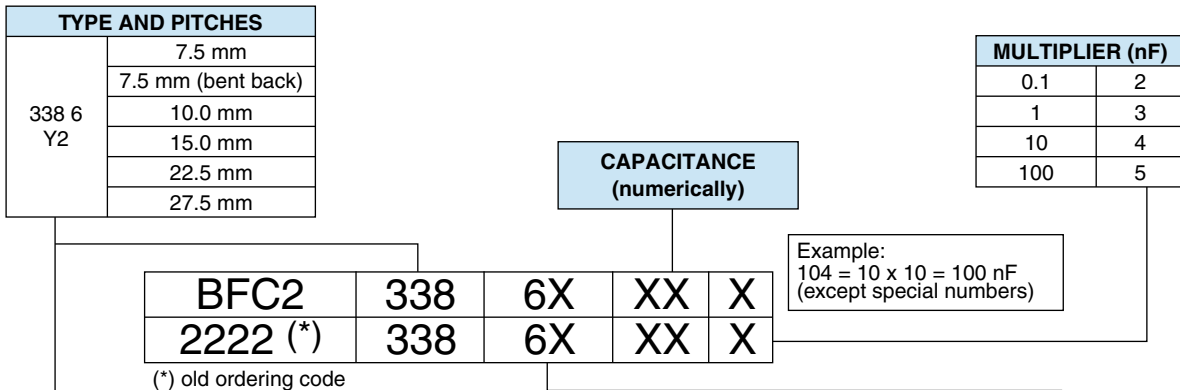 TYPE AND PITCHES
338 6
Y2
7.5 mm
7.5 mm (bent back)
10.0 mm
15.0 mm
22.5 mm
27.5 mm
MULTIPLIER (nF)
0.1 2
1 3
10 4
100 5
CAPACITANCE
(numerically)
Example:
104 = 10 x 10 = 100 nF
(except special numbers)
BFC2 338 6X XX X
2222 (*) 338 6X XX X
(*) old ordering code